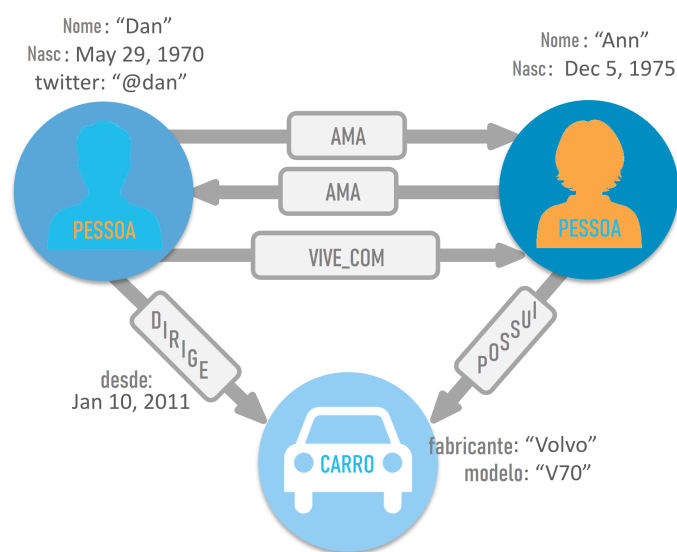 Nome : “Dan”
Nasc : May 29, 1970
twitter: “@dan”
Nome : “Ann”
Nasc : Dec 5, 1975
AMA
AMA
PESSOA
PESSOA
VIVE_COM
DIRIGE
POSSUI
desde:
Jan 10, 2011
CARRO
fabricante: “Volvo”
modelo: “V70”